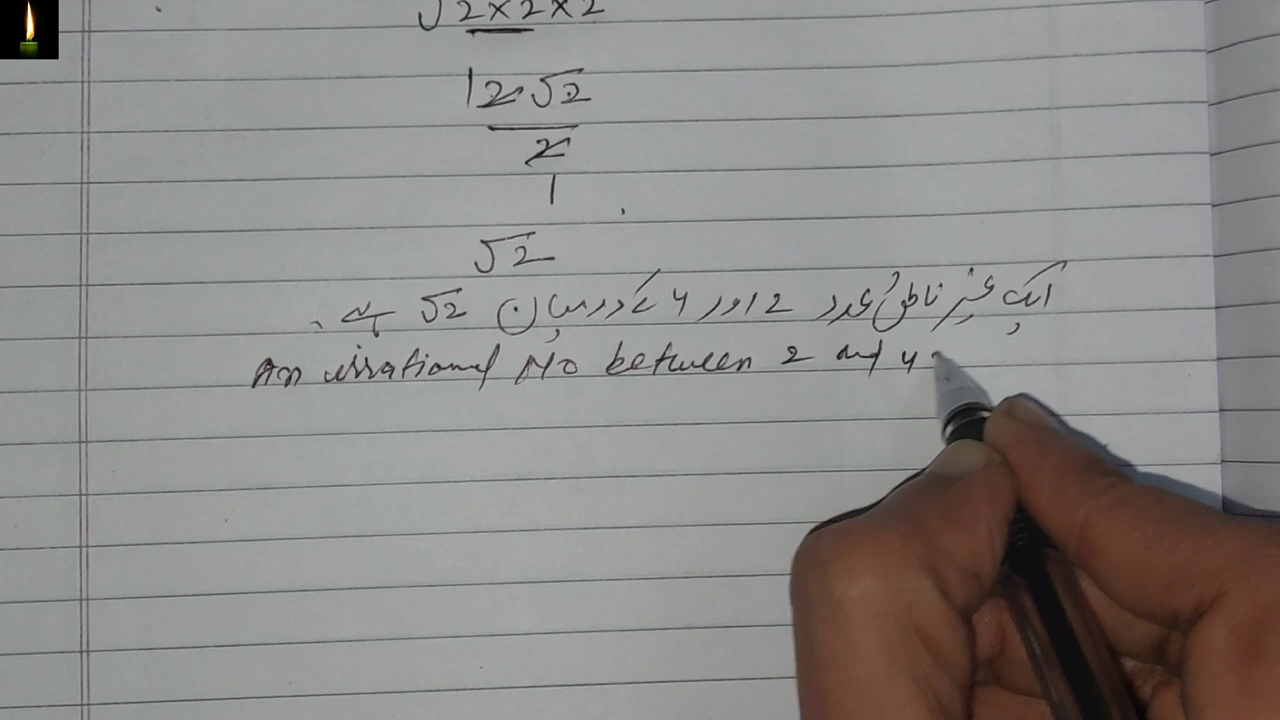 √2×2×2
1 2√2
2
1
√2
ایک غیر ناطق عدد 2 اور 4 کے درمیان √2 ہے۔
An irrational No between 2 and 4